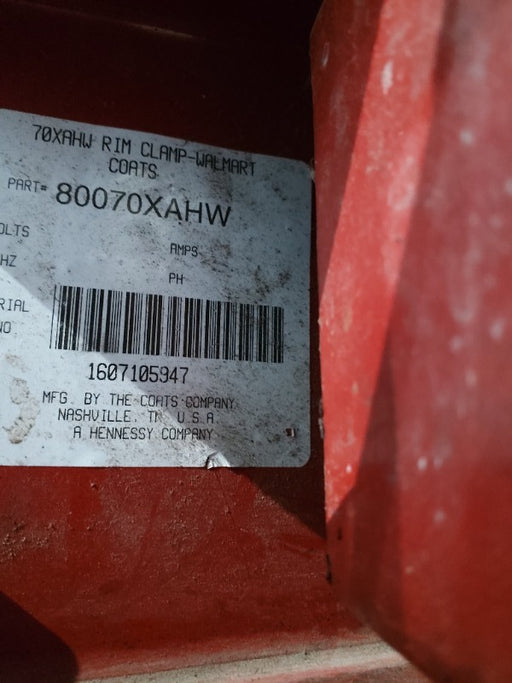 70XAHW RIM CLAMP-WALMART
COATS
PART# 80070XAHW
OLTS
AMPS
HZ
PH
RIAL
NO
1607105947
MFG. BY THE COATS COMPANY
NASHVILLE, TN U.S.A
A HENNESSY COMPANY